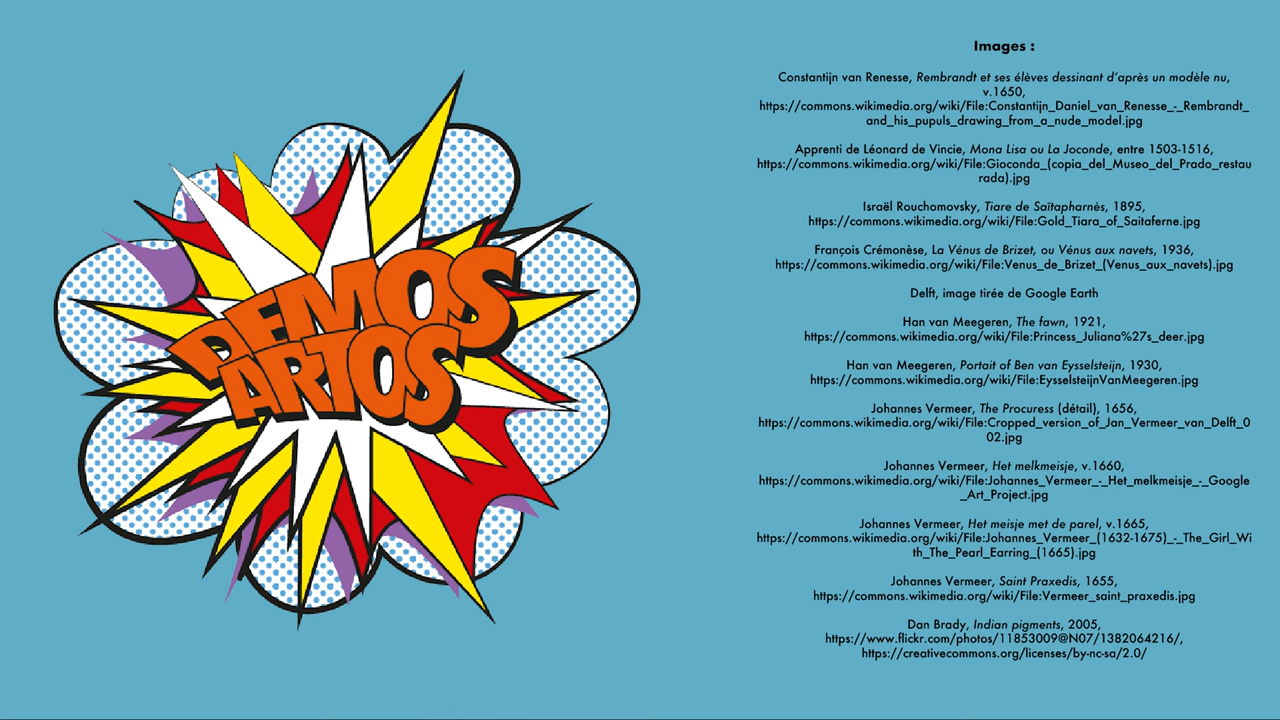 DEMOS
ARTOS
Images :
Constantijn van Renesse, Rembrandt et ses élèves dessinant d'après un modèle nu,
v.1650,
https://commons.wikimedia.org/wiki/File:Constantijn_Daniel_van_Renesse_-_Rembrandt_
and_his_pupuls_drawing_from_a_nude_model.jpg
Apprenti de Léonard de Vincie, Mona Lisa ou La Joconde, entre 1503-1516,
https://commons.wikimedia.org/wiki/File:Gioconda_(copia_del_Museo_del_Prado_restau
rada).jpg
Israël Rouchomovsky, Tiare de Saïtapharnès, 1895,
https://commons.wikimedia.org/wiki/File:Gold_Tiara_of_Saitaferne.jpg
François Crémonèse, La Vénus de Brizet, ou Vénus aux navets, 1936,
https://commons.wikimedia.org/wiki/File:Venus_de_Brizet_(Venus_aux_navets).jpg
Delft, image tirée de Google Earth
Han van Meegeren, The fawn, 1921,
https://commons.wikimedia.org/wiki/File:Princess_Juliana%27s_deer.jpg
Han van Meegeren, Portait of Ben van Eysselsteijn, 1930,
https://commons.wikimedia.org/wiki/File:EysselsteijnVanMeegeren.jpg
Johannes Vermeer, The Procuress (détail), 1656,
https://commons.wikimedia.org/wiki/File:Cropped_version_of_Jan_Vermeer_van_Delft_0
02.jpg
Johannes Vermeer, Het melkmeisje, v.1660,
https://commons.wikimedia.org/wiki/File:Johannes_Vermeer_-_Het_melkmeisje_-_Google
_Art_Project.jpg
Johannes Vermeer, Het meisje met de parel, v.1665,
https://commons.wikimedia.org/wiki/File:Johannes_Vermeer_(1632-1675)_-_The_Girl_Wi
th_The_Pearl_Earring_(1665).jpg
Johannes Vermeer, Saint Praxedis, 1655,
https://commons.wikimedia.org/wiki/File:Vermeer_saint_praxedis.jpg
Dan Brady, Indian pigments, 2005,
https://www.flickr.com/photos/11853009@N07/1382064216/,
https://creativecommons.org/licenses/by-nc-sa/2.0/